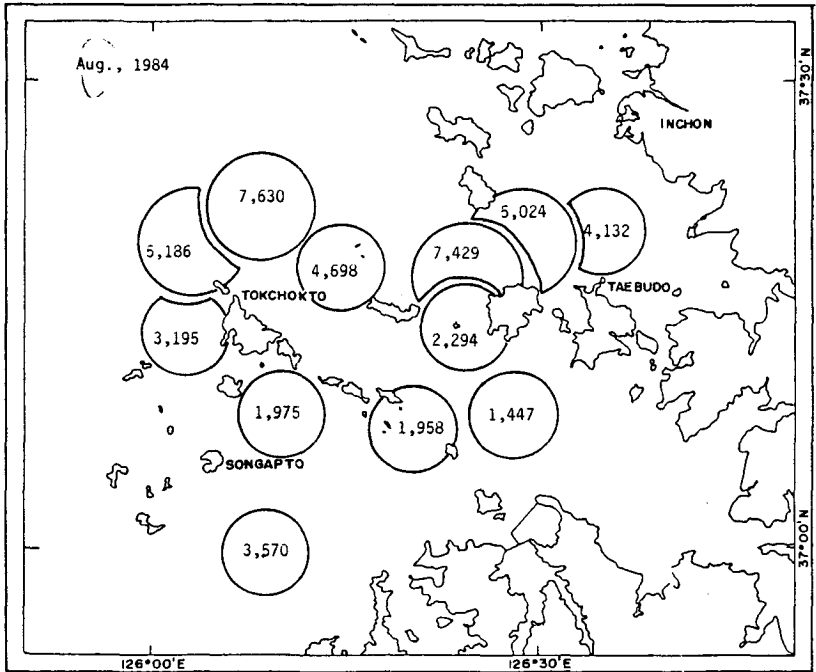 Aug., 1984
37°30'N
INCHON
7,630
5,024
4,132
5,186
7,429
4,698
TAEBUDO
TOKCHOKTO
3,195
2,294
1,975
1,958
1,447
SONGAPTO
3,570
37°00'N
126°00'E
126°30'E